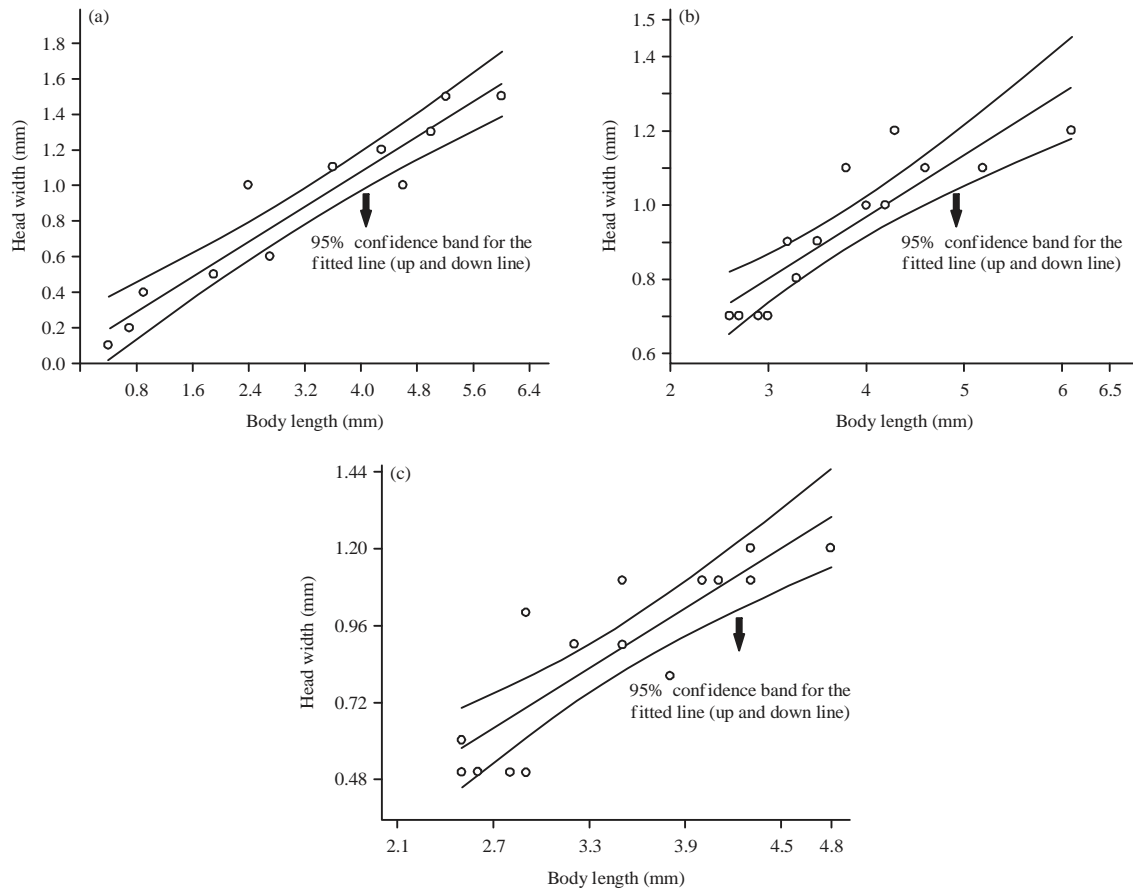 (a)
Head width (mm)
1.8
1.6
1.4
1.2
1.0
0.8
0.6
0.4
0.2
0.0
0.8 1.6 2.4 3.2 4.0 4.8 5.6 6.4
Body length (mm)
95% confidence band for the
fitted line (up and down line)
(b)
Head width (mm)
1.5
1.4
1.2
1.0
0.8
0.6
2 3 4 5 6 6.5
Body length (mm)
95% confidence band for the
fitted line (up and down line)
(c)
Head width (mm)
1.44
1.20
0.96
0.72
0.48
2.1 2.7 3.3 3.9 4.5 4.8
Body length (mm)
95% confidence band for the
fitted line (up and down line)